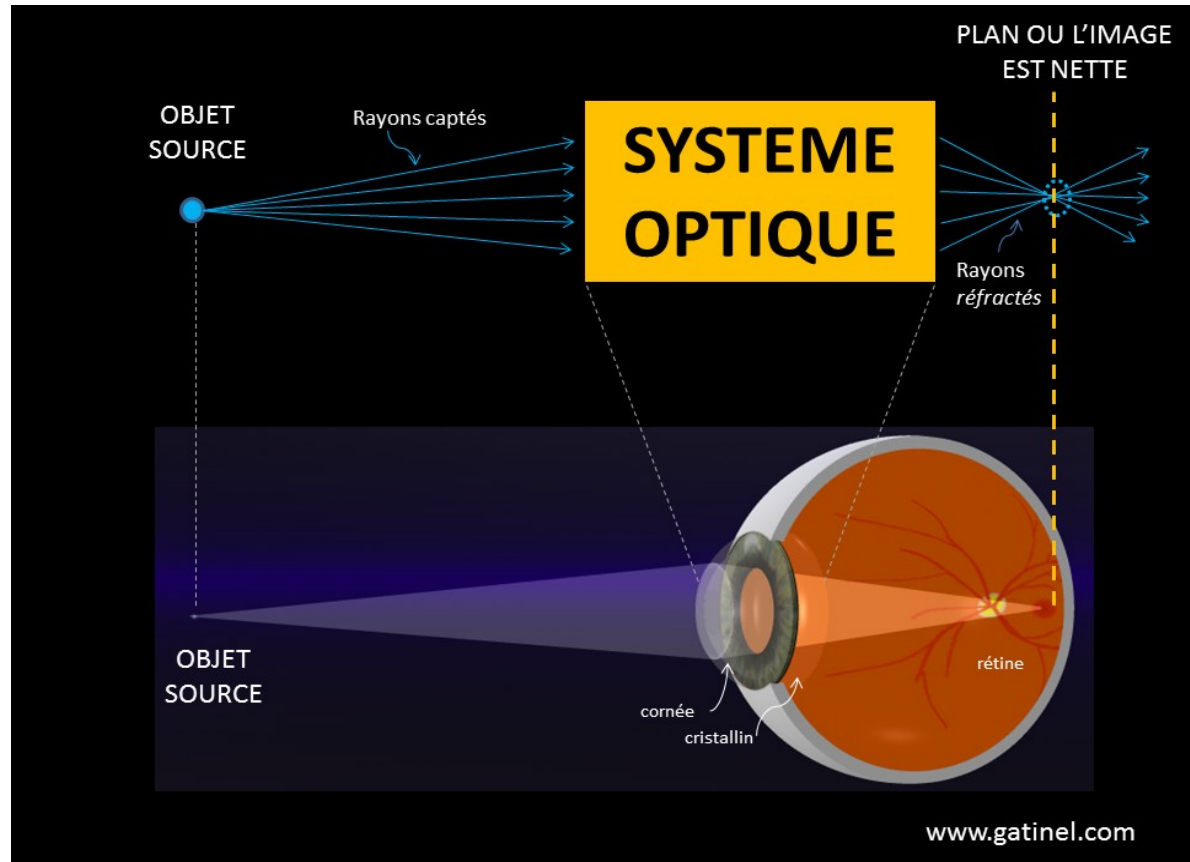 PLAN OU L'IMAGE
EST NETTE
OBJET
SOURCE
Rayons captés
SYSTEME
OPTIQUE
Rayons
réfractés
OBJET
SOURCE
rétine
cornée
cristallin
www.gatinel.com